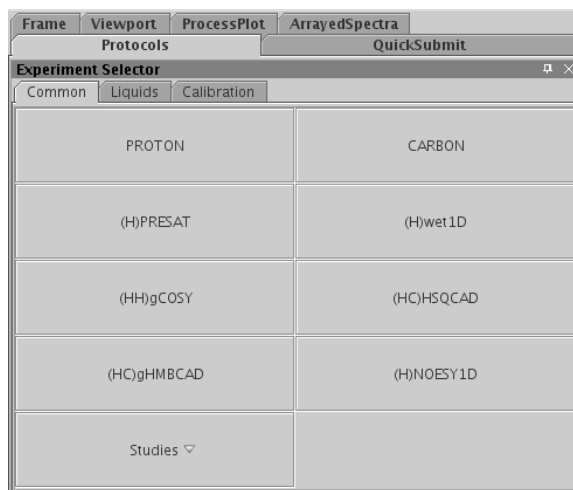 Frame Viewport ProcessPlot ArrayedSpectra
Protocols QuickSubmit
Experiment Selector
Common Liquids Calibration
PROTON CARBON
(H)PRESAT (H)wet1D
(HH)gCOSY (HC)HSQCAD
(HC)gHMBCAD (H)NOESY1D
Studies